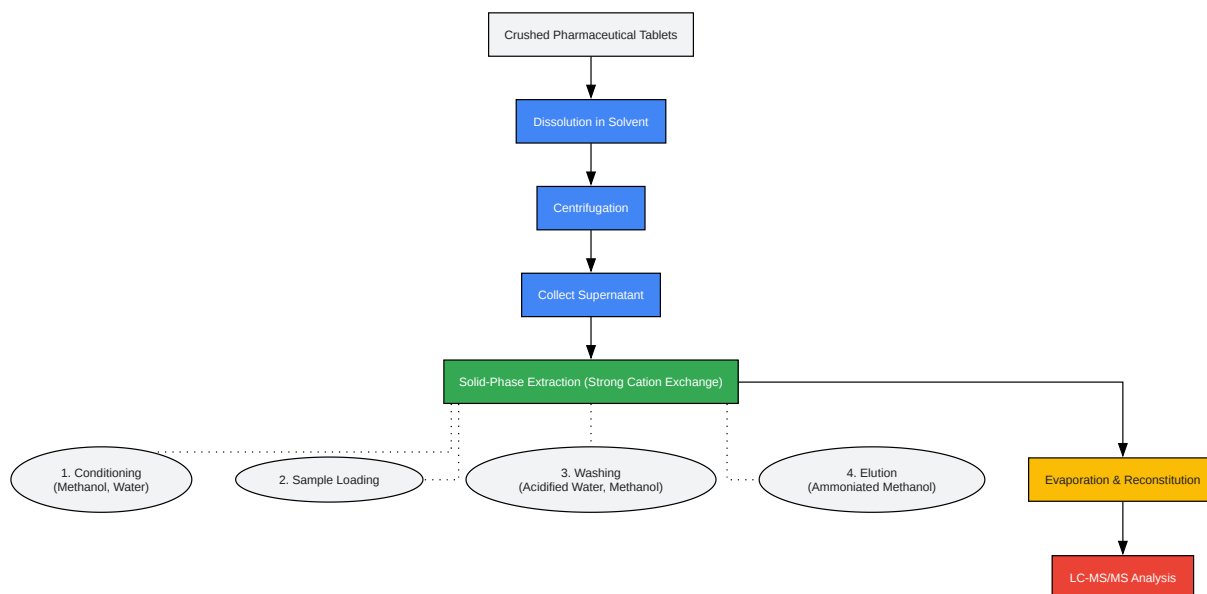 Crushed Pharmaceutical Tablets
Dissolution in Solvent
Centrifugation
Collect Supernatant
Solid-Phase Extraction (Strong Cation Exchange)
1. Conditioning
(Methanol, Water)
2. Sample Loading
3. Washing
(Acidified Water, Methanol)
4. Elution
(Ammoniated Methanol)
Evaporation & Reconstitution
LC-MS/MS Analysis